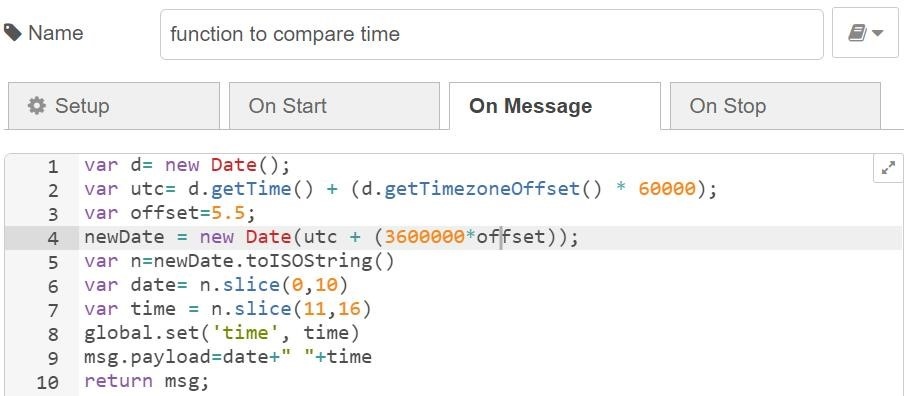 Name
function to compare time
Setup
On Start
On Message
On Stop
1 var d= new Date();
2 var utc= d.getTime() + (d.getTimezoneOffset() * 60000);
3 var offset=5.5;
4 newDate = new Date(utc + (3600000*offset));
5 var n=newDate.toISOString()
6 var date= n.slice(0,10)
7 var time = n.slice(11,16)
8 global.set('time', time)
9 msg.payload=date+" "+time
10 return msg;